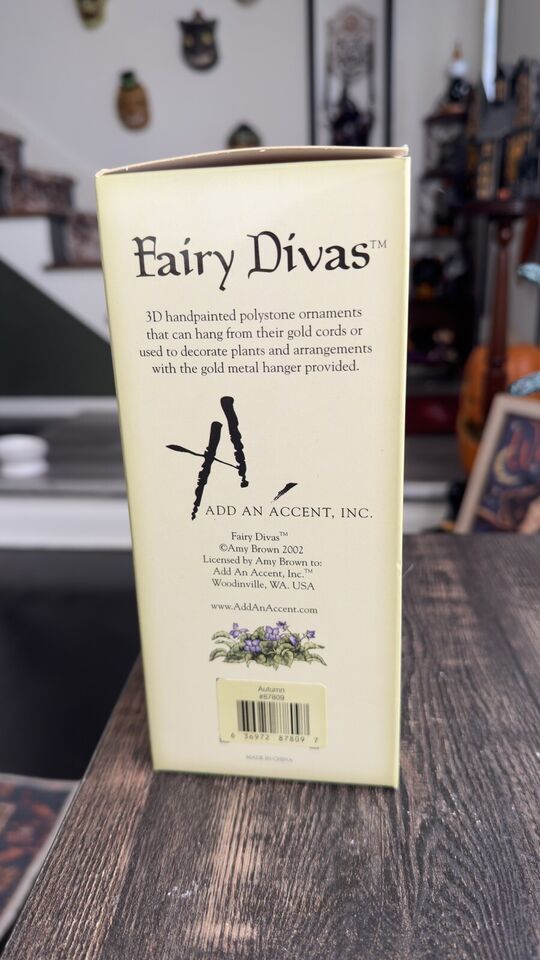 Fairy Divas™
3D handpainted polystone ornaments
that can hang from their gold cords or
used to decorate plants and arrangements
with the gold metal hanger provided.
ADD AN ACCENT, INC.
Fairy Divas™
©Amy Brown 2002
Licensed by Amy Brown to:
Add An Accent, Inc.™
Woodinville, WA. USA
www.AddAnAccent.com
Autumn
#87809
6 36972 87809 7
MADE IN CHINA